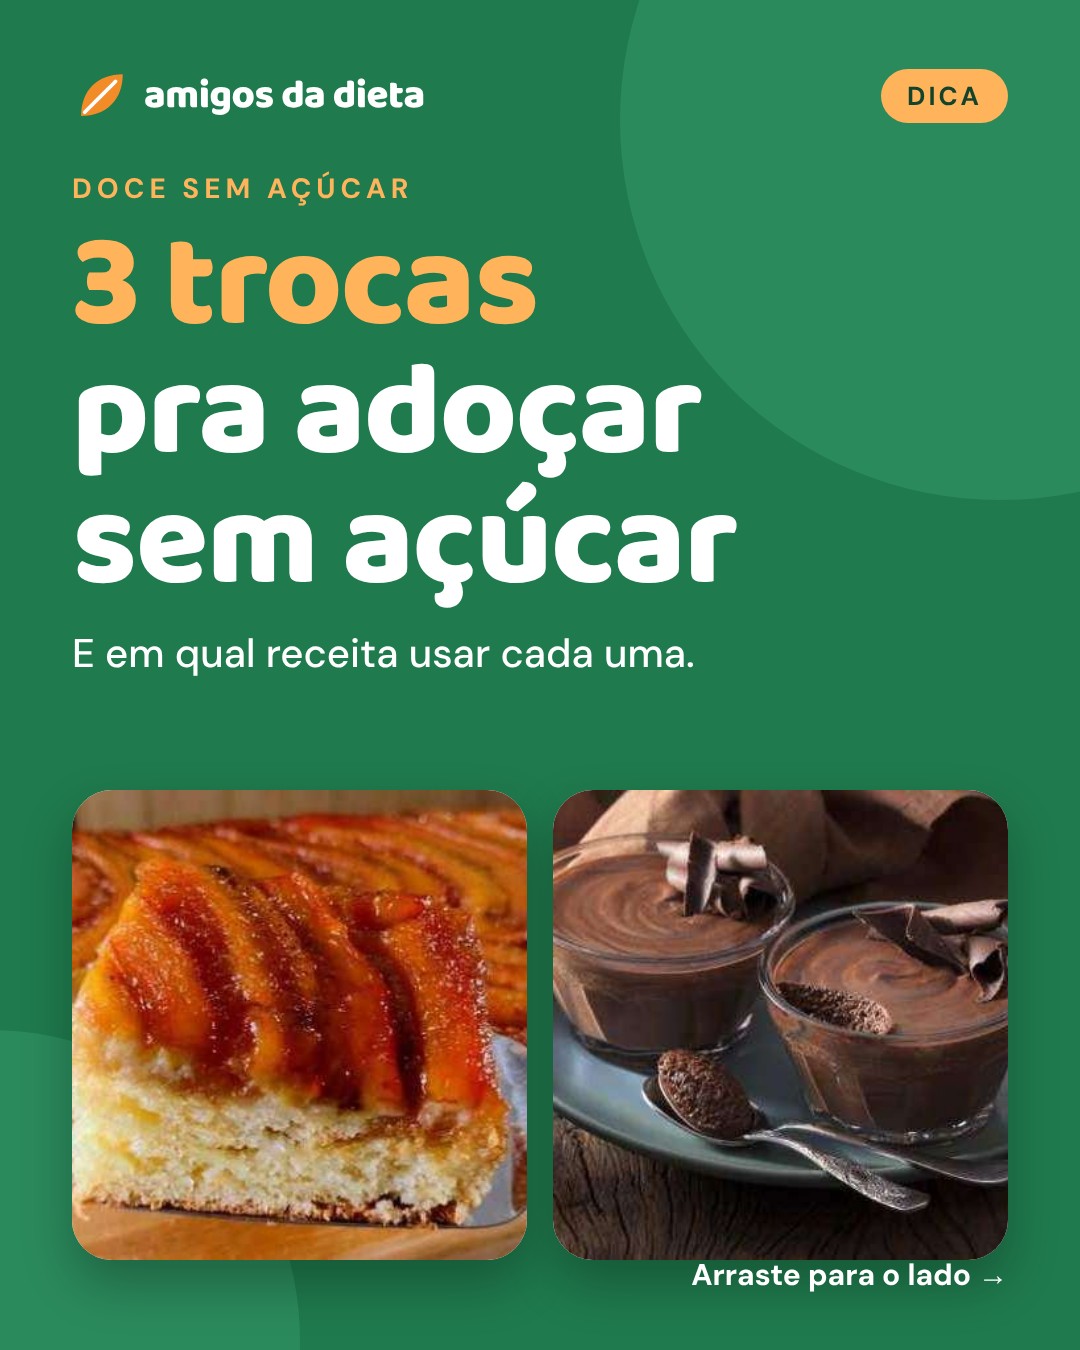 amigos da dieta
DICA
DOCE SEM AÇÚCAR
3 trocas
pra adoçar
sem açúcar
E em qual receita usar cada uma.
Arraste para o lado →